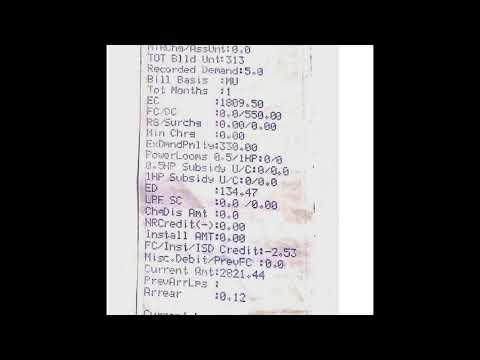 MtrChg/AssUnt:0.0
TOT Blld Unt:313
Recorded Demand:5.0
Bill Basis :MU
Tot Months :1
EC :1809.50
FC/DC :0.0/550.00
RG/Surchg :0.00/0.00
Min Chrg :0.00
ExDmndPnlty:330.00
PowerLooms 0.5/1HP:0/0
0.5HP Subsidy U/C:0/0.0
1HP Subsidy U/C:0/0.0
ED :134.47
LPF SC :0.0 /0.00
ChqDis Amt :0.0
NRCredit(-):0.00
Install AMT:0.00
FC/Inst/ISD Credit:-2.53
Misc.Debit/PrevFC :0.0
Current Amt:2821.44
PrevArrLps :
Arrear :0.12